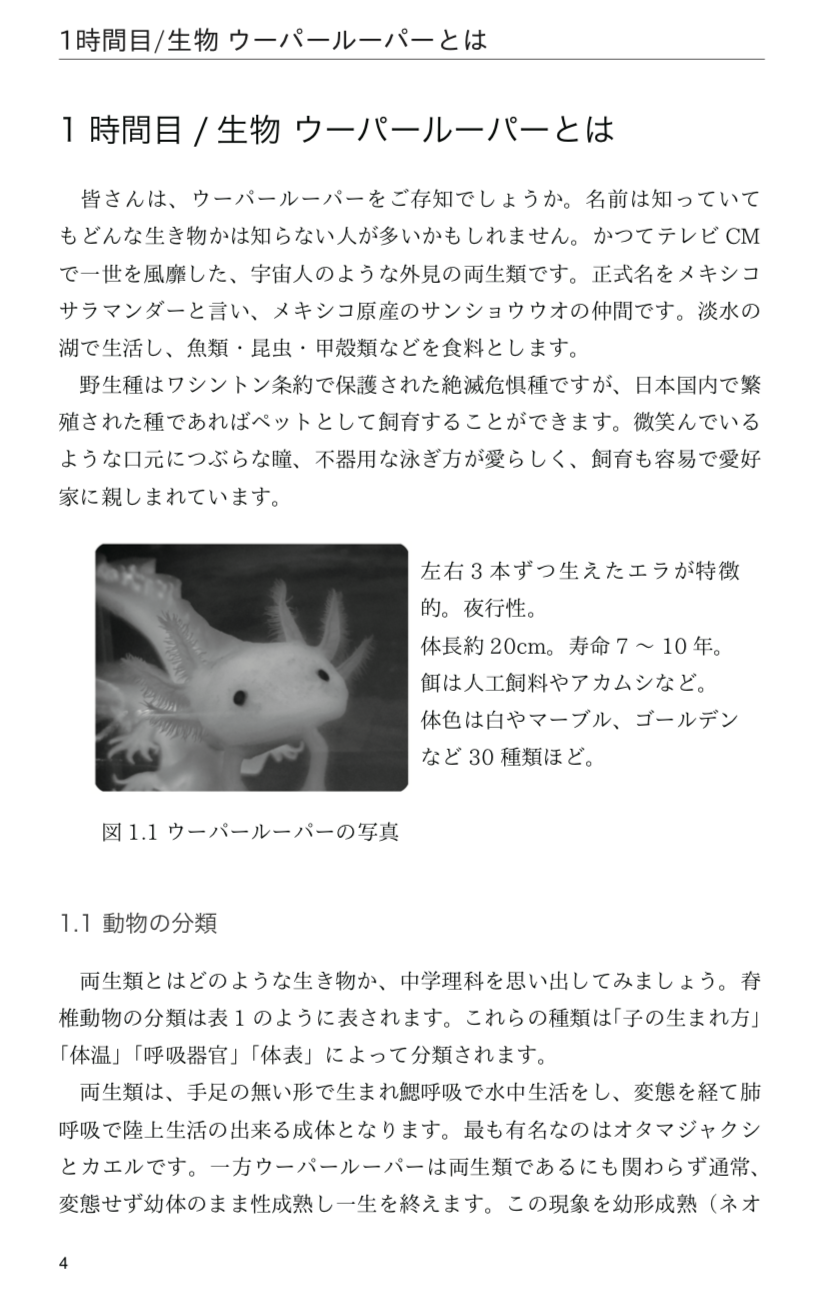 1時間目/生物 ウーパールーパーとは
1 時間目 / 生物 ウーパールーパーとは
皆さんは、ウーパールーパーをご存知でしょうか。名前は知っていて
もどんな生き物かは知らない人が多いかもしれません。かつてテレビ CM
で一世を風靡した、宇宙人のような外見の両生類です。正式名をメキシコ
サラマンダーと言い、メキシコ原産のサンショウウオの仲間です。淡水の
湖で生活し、魚類・昆虫・甲殻類などを食料とします。
野生種はワシントン条約で保護された絶滅危惧種ですが、日本国内で繁
殖された種であればペットとして飼育することができます。微笑んでいる
ような口元につぶらな瞳、不器用な泳ぎ方が愛らしく、飼育も容易で愛好
家に親しまれています。
左右 3 本ずつ生えたエラが特徴
的。夜行性。
体長約 20cm。寿命 7 〜 10 年。
餌は人工飼料やアカムシなど。
体色は白やマーブル、ゴールデン
など 30 種類ほど。
図 1.1 ウーパールーパーの写真
1.1 動物の分類
両生類とはどのような生き物か、中学理科を思い出してみましょう。脊
椎動物の分類は表 1 のように表されます。これらの種類は「子の生まれ方」
「体温」「呼吸器官」「体表」によって分類されます。
両生類は、手足の無い形で生まれ鰓呼吸で水中生活をし、変態を経て肺
呼吸で陸上生活の出来る成体となります。最も有名なのはオタマジャクシ
とカエルです。一方ウーパールーパーは両生類であるにも関わらず通常、
変態せず幼体のまま性成熟し一生を終えます。この現象を幼形成熟（ネオ
4